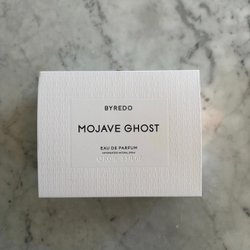 BYREDO
MOJAVE GHOST
EAU DE PARFUM